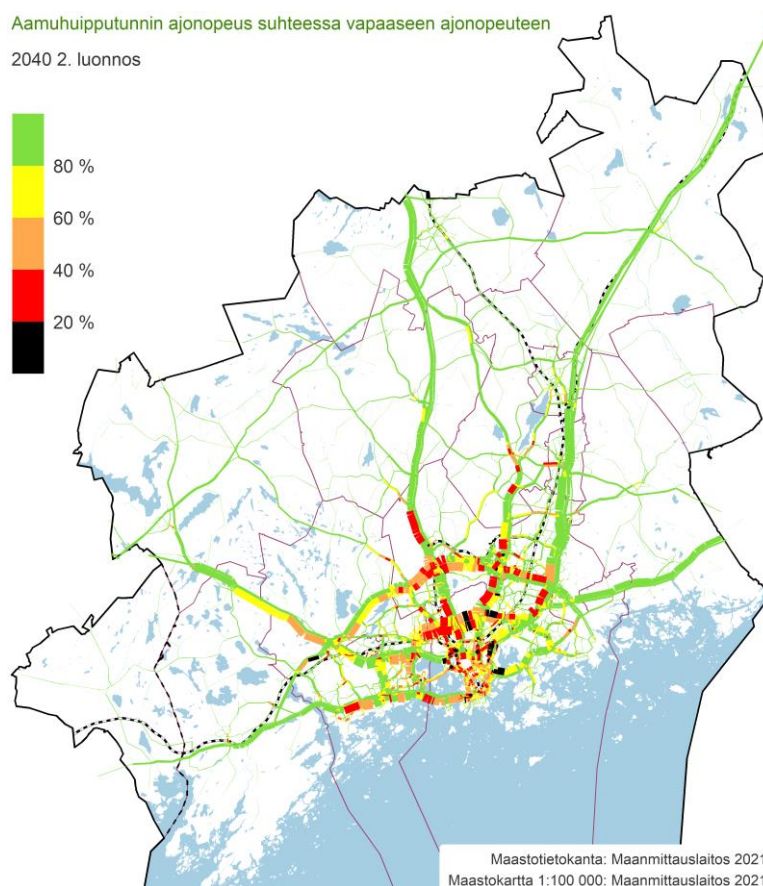 Aamuhuipputunnin ajonopeus suhteessa vapaaseen ajonopeuteen
2040 2. luonnos
80 %
60 %
40 %
20 %
Maastotietokanta: Maanmittauslaitos 2021
Maastokartta 1:100 000: Maanmittauslaitos 2021